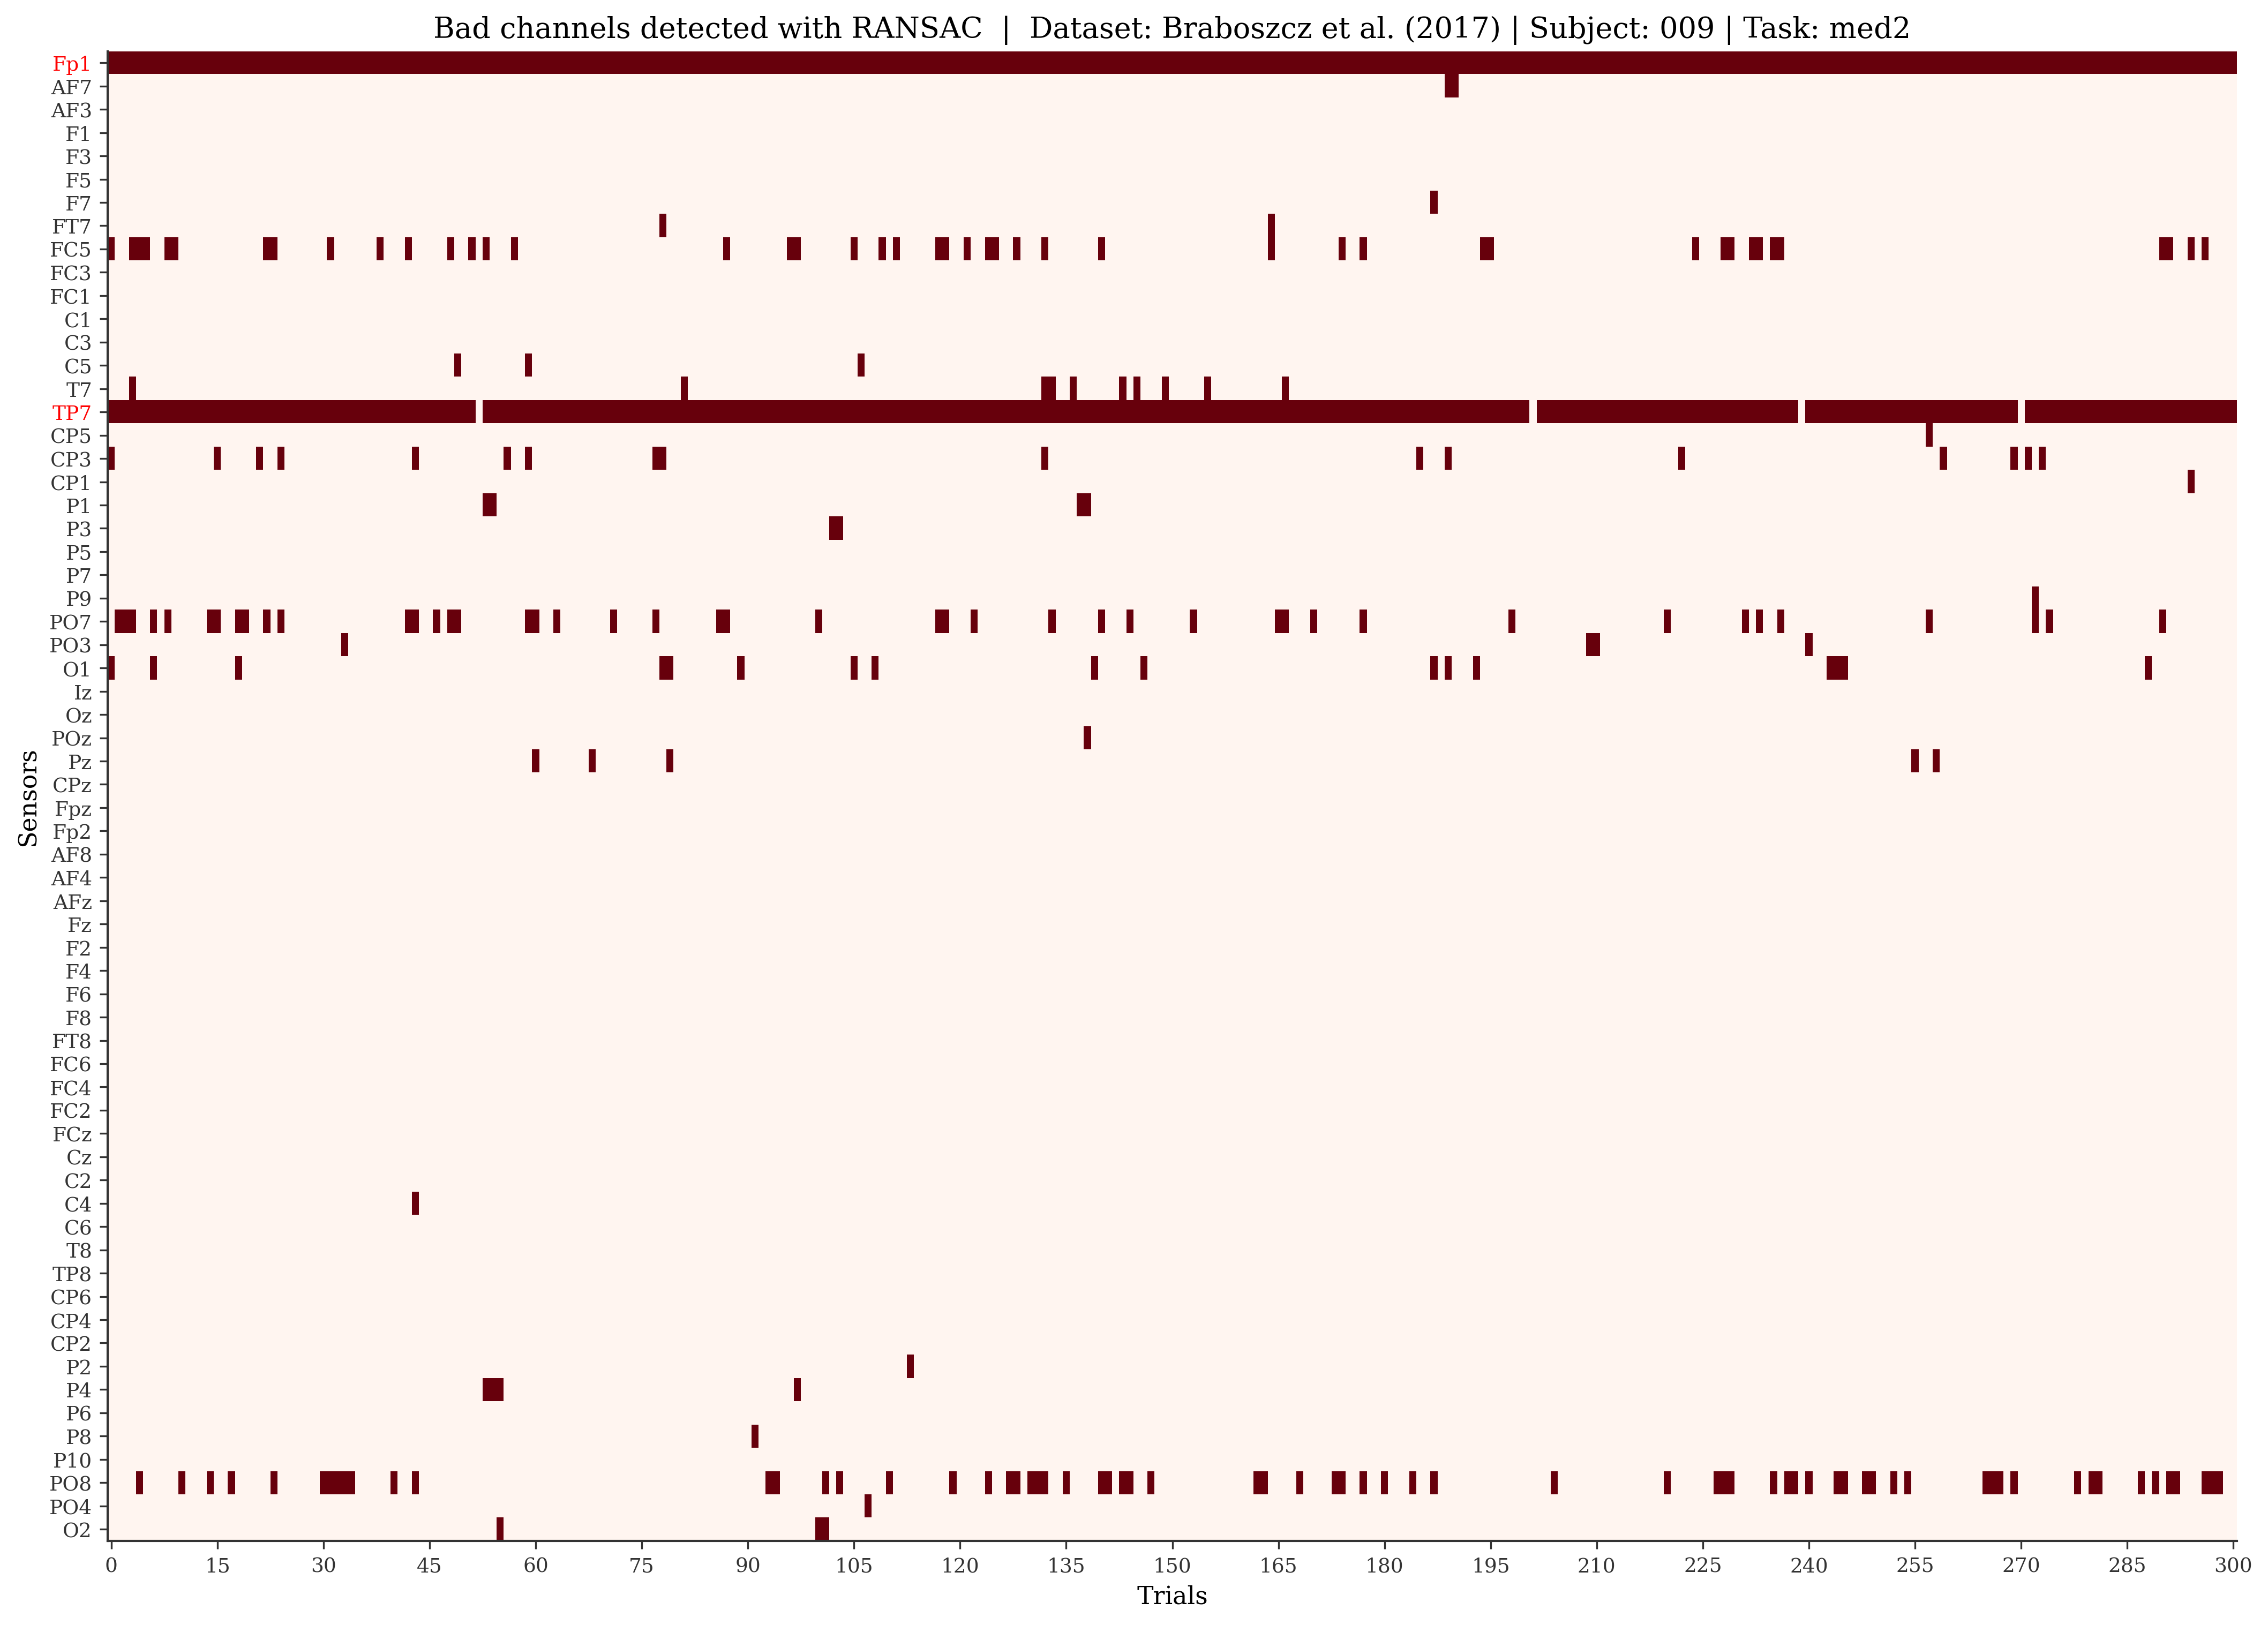 Bad channels detected with RANSAC | Dataset: Braboszcz et al. (2017) | Subject: 009 | Task: med2
Fp1
AF7
AF3
F1
F3
F5
F7
FT7
FC5
FC3
FC1
C1
C3
C5
T7
TP7
CP5
CP3
CP1
P1
P3
P5
P7
P9
PO7
PO3
O1
Iz
Oz
POz
Pz
CPz
Fpz
Fp2
AF8
AF4
AFz
Fz
F2
F4
F6
F8
FT8
FC6
FC4
FC2
FCz
Cz
C2
C4
C6
T8
TP8
CP6
CP4
CP2
P2
P4
P6
P8
P10
PO8
PO4
O2
Sensors
0 15 30 45 60 75 90 105 120 135 150 165 180 195 210 225 240 255 270 285 300
Trials